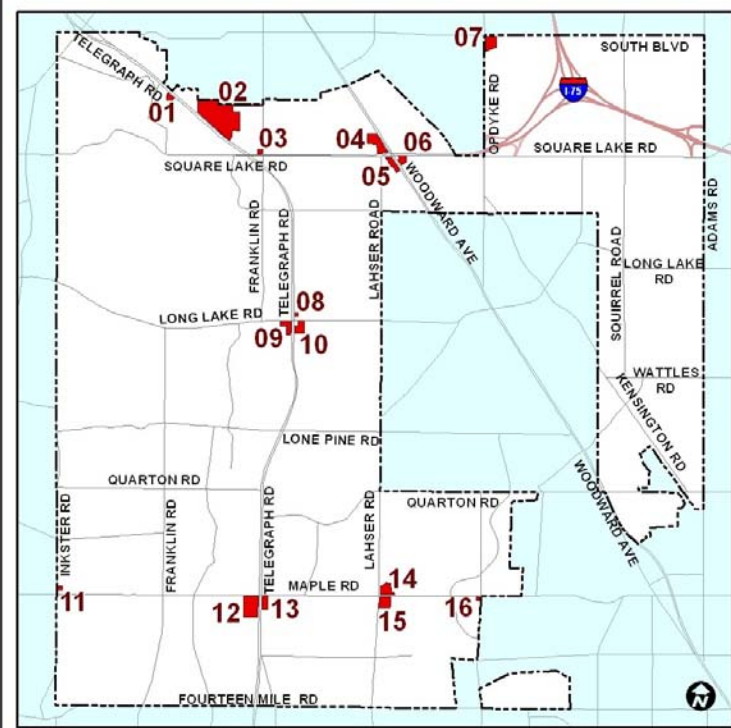 07
SOUTH BLVD
TELEGRAPH RD
02
01
OPDYKE RD
I-75
03
04
06
SQUARE LAKE RD
SQUARE LAKE RD
05
WOODWARD AVE
ADAMS RD
FRANKLIN RD
TELEGRAPH RD
LAHSER ROAD
SQUIRREL ROAD
LONG LAKE
RD
08
LONG LAKE RD
09
10
WATTLES
RD
KENSINGTON RD
LONE PINE RD
QUARTON RD
WOODWARD AVE
QUARTON RD
INKSTER RD
FRANKLIN RD
TELEGRAPH RD
LAHSER RD
11
MAPLE RD
14
12
13
15
16
FOURTEEN MILE RD
N